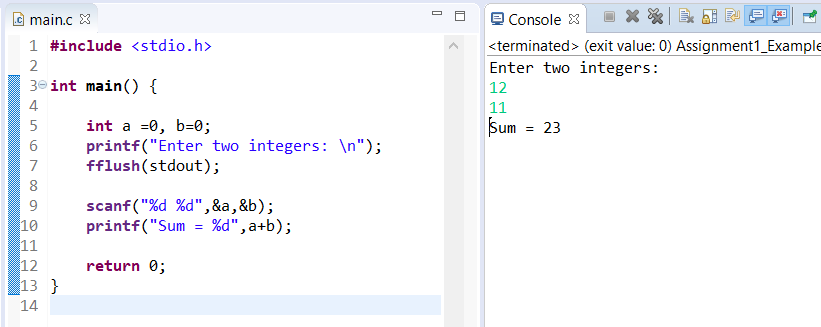 main.c
1 #include <stdio.h>
2
3 int main() {
4
5 int a =0, b=0;
6 printf("Enter two integers: \n");
7 fflush(stdout);
8
9 scanf("%d %d",&a,&b);
10 printf("Sum = %d",a+b);
11
12 return 0;
13 }
14
Console
<terminated> (exit value: 0) Assignment1_Example
Enter two integers:
12
11
Sum = 23